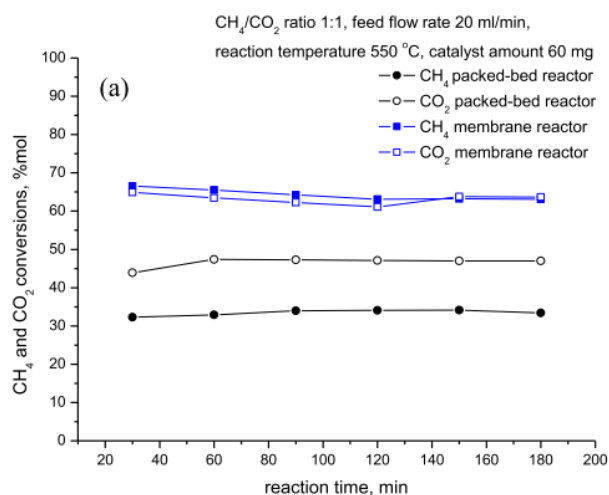 CH₄/CO₂ ratio 1:1, feed flow rate 20 ml/min,
reaction temperature 550 °C, catalyst amount 60 mg
(a)
CH₄ packed-bed reactor
CO₂ packed-bed reactor
CH₄ membrane reactor
CO₂ membrane reactor
CH₄ and CO₂ conversions, %mol
100
90
80
70
60
50
40
30
20
10
0
20 40 60 80 100 120 140 160 180 200
reaction time, min